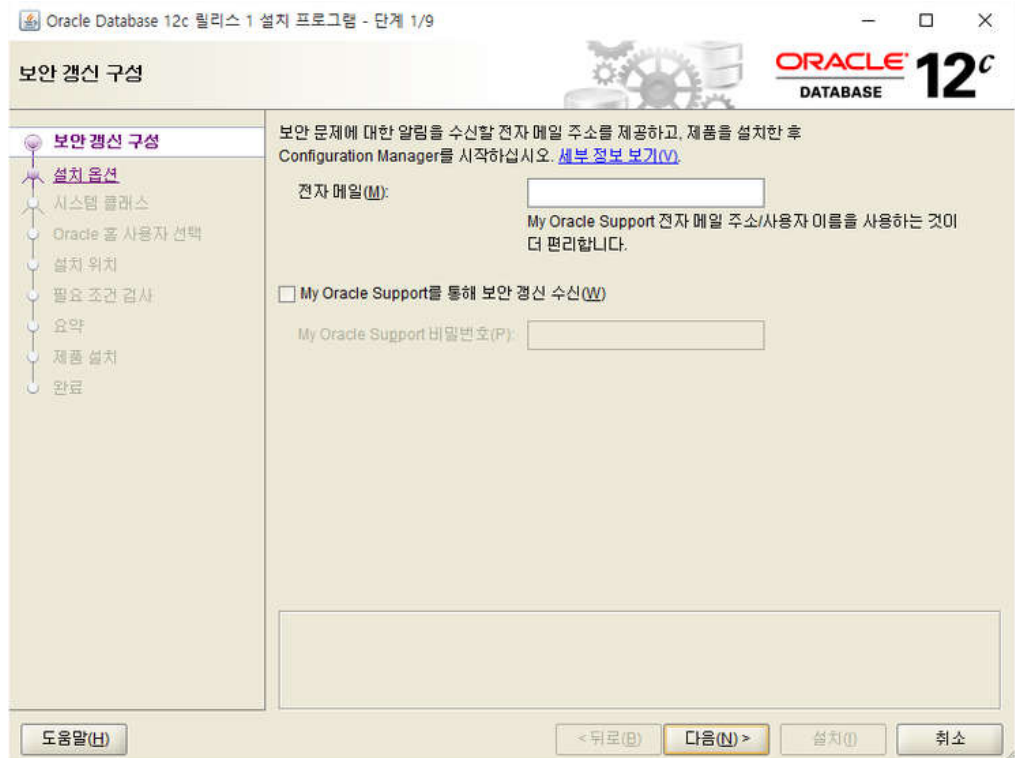 Oracle Database 12c 릴리스 1 설치 프로그램 - 단계 1/9
보안 갱신 구성
ORACLE 12c
DATABASE
보안 갱신 구성
설치 옵션
시스템 클래스
Oracle 홈 사용자 선택
설치 위치
필요 조건 검사
요약
제품 설치
완료
보안 문제에 대한 알림을 수신할 전자 메일 주소를 제공하고, 제품을 설치한 후
Configuration Manager를 시작하십시오. 세부 정보 보기(V).
전자 메일(M):
My Oracle Support 전자 메일 주소/사용자 이름을 사용하는 것이
더 편리합니다.
My Oracle Support를 통해 보안 갱신 수신(W)
My Oracle Support 비밀번호(P):
도움말(H)
< 뒤로(B)
다음(N) >
설치(I)
취소